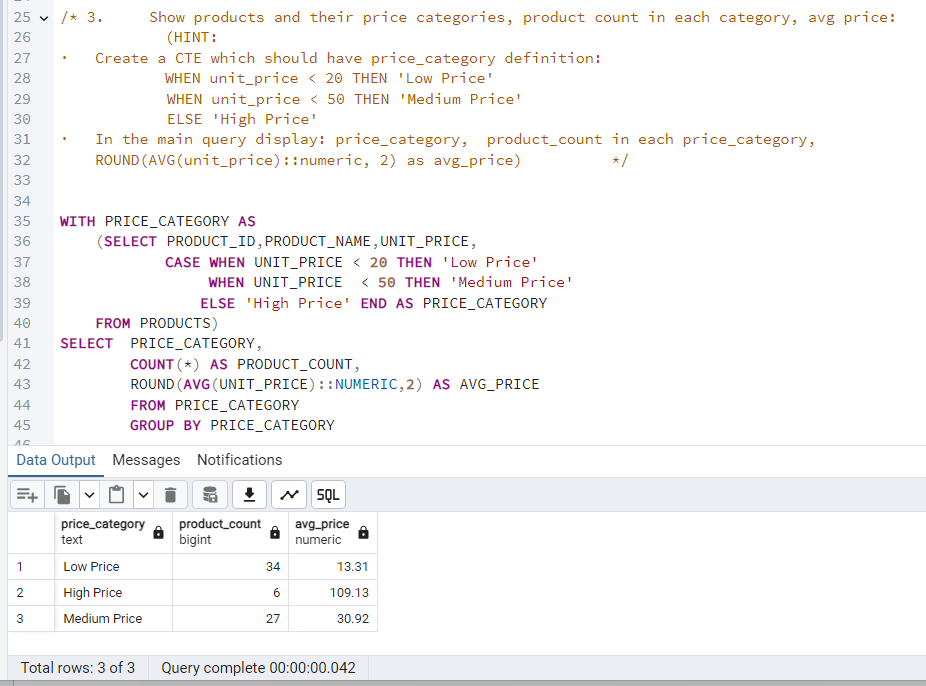 25 /* 3. Show products and their price categories, product count in each category, avg price:
26 (HINT:
27 • Create a CTE which should have price_category definition:
28 WHEN unit_price < 20 THEN 'Low Price'
29 WHEN unit_price < 50 THEN 'Medium Price'
30 ELSE 'High Price'
31 • In the main query display: price_category, product_count in each price_category,
32 ROUND(AVG(unit_price)::numeric, 2) as avg_price) */
33
34
35 WITH PRICE_CATEGORY AS
36 (SELECT PRODUCT_ID,PRODUCT_NAME,UNIT_PRICE,
37 CASE WHEN UNIT_PRICE < 20 THEN 'Low Price'
38 WHEN UNIT_PRICE < 50 THEN 'Medium Price'
39 ELSE 'High Price' END AS PRICE_CATEGORY
40 FROM PRODUCTS)
41 SELECT PRICE_CATEGORY,
42 COUNT(*) AS PRODUCT_COUNT,
43 ROUND(AVG(UNIT_PRICE)::NUMERIC,2) AS AVG_PRICE
44 FROM PRICE_CATEGORY
45 GROUP BY PRICE_CATEGORY
Data Output Messages Notifications
SQL
price_category product_count avg_price
text bigint numeric
1 Low Price 34 13.31
2 High Price 6 109.13
3 Medium Price 27 30.92
Total rows: 3 of 3 Query complete 00:00:00.042